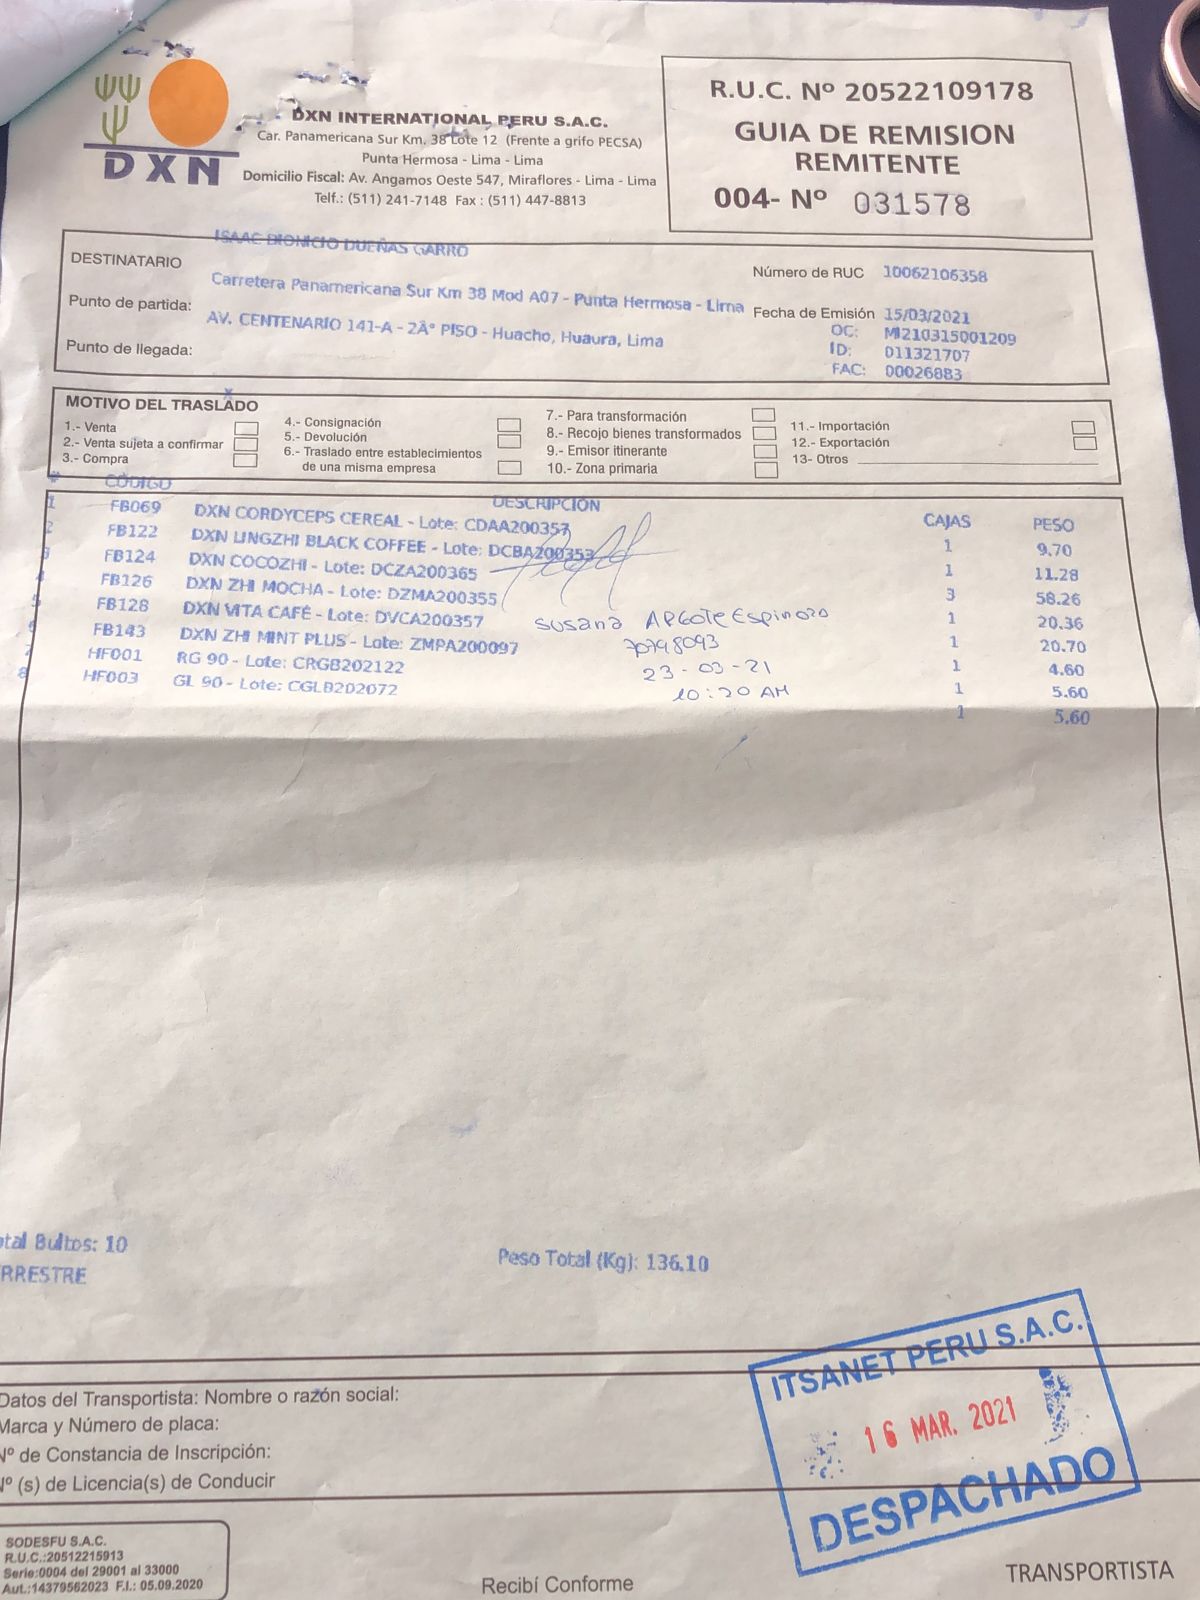 DXN
DXN INTERNATIONAL PERU S.A.C.
Car. Panamericana Sur Km. 38 Lote 12 (Frente a grifo PECSA)
Punta Hermosa - Lima - Lima
Domicilio Fiscal: Av. Angamos Oeste 547, Miraflores - Lima - Lima
Telf.: (511) 241-7148 Fax : (511) 447-8813
R.U.C. Nº 20522109178
GUIA DE REMISION
REMITENTE
004- Nº 031578
ISAAC DIONICIO DUEÑAS GARRO
DESTINATARIO
Número de RUC 10062106358
Carretera Panamericana Sur Km 38 Mod A07 - Punta Hermosa - Lima
Punto de partida:
Fecha de Emisión 15/03/2021
AV. CENTENARIO 141-A - 2Âº PISO - Huacho, Huaura, Lima
OC: MI210315001209
Punto de llegada:
ID: 011321707
FAC: 00026883
x
MOTIVO DEL TRASLADO
1.- Venta
2.- Venta sujeta a confirmar
3.- Compra
4.- Consignación
5.- Devolución
6.- Traslado entre establecimientos
de una misma empresa
7.- Para transformación
8.- Recojo bienes transformados
9.- Emisor itinerante
10.- Zona primaria
11.- Importación
12.- Exportación
13- Otros
# CÓDIGO DESCRIPCION CAJAS PESO
1 FB069 DXN CORDYCEPS CEREAL - Lote: CDAA200357 1 9.70
2 FB122 DXN LINGZHI BLACK COFFEE - Lote: DCBA200353 1 11.28
3 FB124 DXN COCOZHI - Lote: DCZA200365 3 58.26
4 FB126 DXN ZHI MOCHA - Lote: DZMA200355 1 20.36
5 FB128 DXN VITA CAFÉ - Lote: DVCA200357 1 20.70
6 FB143 DXN ZHI MINT PLUS - Lote: ZMPA200097 1 4.60
7 HF001 RG 90 - Lote: CRGB202122 1 5.60
8 HF003 GL 90 - Lote: CGLB202072 1 5.60
Susana Argote Espinoza
70798093
23-03-21
10:20 AM
otal Bultos: 10
Peso Total (Kg): 136.10
RRESTRE
ITSANET PERU S.A.C.
16 MAR. 2021
DESPACHADO
Datos del Transportista: Nombre o razón social:
Marca y Número de placa:
Nº de Constancia de Inscripción:
Nº (s) de Licencia(s) de Conducir
SODESFU S.A.C.
R.U.C.:20512215913
Serie:0004 del 29001 al 33000
Aut.:14379562023 F.I.: 05.09.2020
Recibí Conforme
TRANSPORTISTA